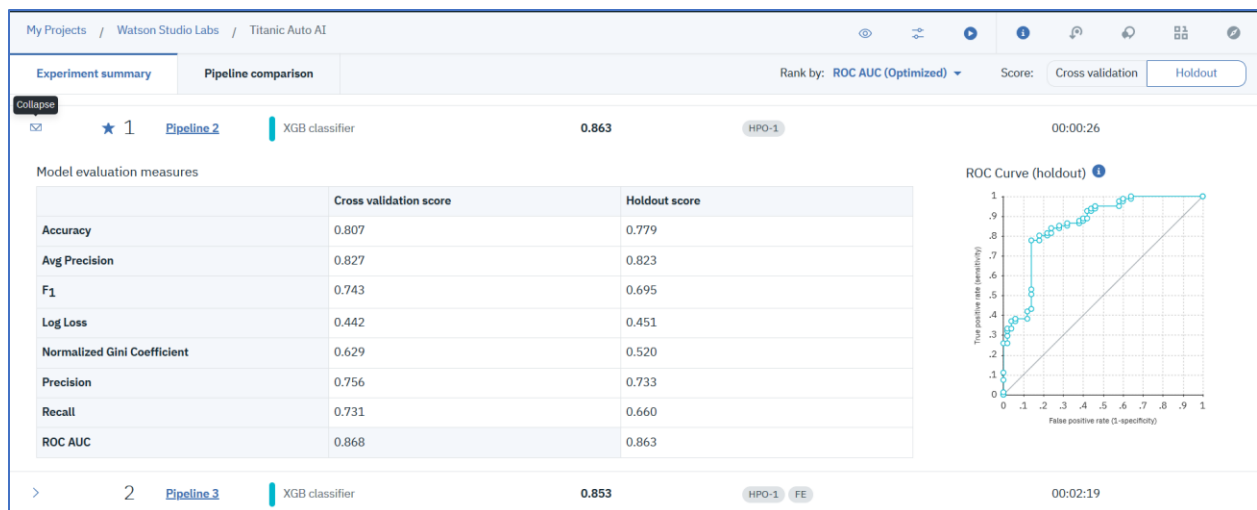 My Projects / Watson Studio Labs / Titanic Auto AI
Experiment summary Pipeline comparison Rank by: ROC AUC (Optimized) Score: Cross validation Holdout
Collapse
1 Pipeline 2 XGB classifier 0.863 HPO-1 00:00:26
Model evaluation measures
Cross validation score Holdout score
Accuracy 0.807 0.779
Avg Precision 0.827 0.823
F1 0.743 0.695
Log Loss 0.442 0.451
Normalized Gini Coefficient 0.629 0.520
Precision 0.756 0.733
Recall 0.731 0.660
ROC AUC 0.868 0.863
ROC Curve (holdout)
1
.9
.8
.7
.6
.5
.4
.3
.2
.1
0
True positive rate (sensitivity)
0 .1 .2 .3 .4 .5 .6 .7 .8 .9 1
False positive rate (1-specificity)
2 Pipeline 3 XGB classifier 0.853 HPO-1 FE 00:02:19